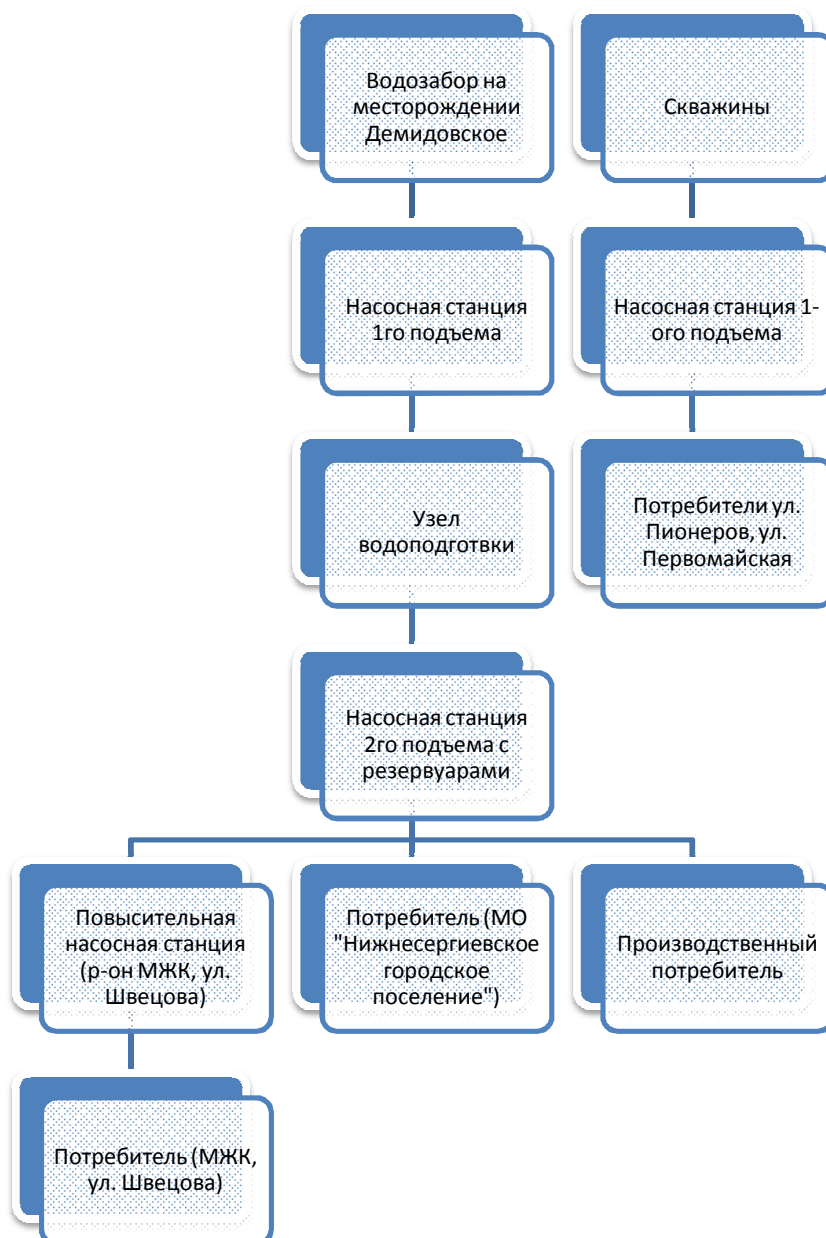 Водозабор на
месторождении
Демидовское
Скважины
Насосная станция
1го подъема
Насосная станция 1-
ого подъема
Узел
водоподготвки
Потребители ул.
Пионеров, ул.
Первомайская
Насосная станция
2го подъема с
резервуарами
Повысительная
насосная станция
(р-он МЖК, ул.
Швецова)
Потребитель (МО
"Нижнесергиевское
городское
поселение")
Производственный
потребитель
Потребитель (МЖК,
ул. Швецова)